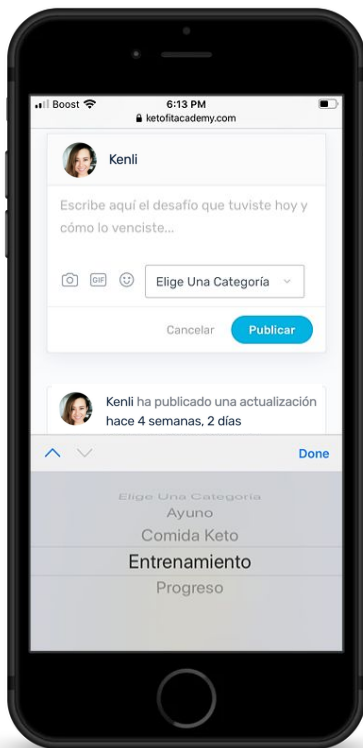 Boost 6:13 PM
ketofitacademy.com
Kenli
Escribe aquí el desafío que tuviste hoy y
cómo lo venciste...
GIF Elige Una Categoría
Cancelar Publicar
Kenli ha publicado una actualización
hace 4 semanas, 2 días
Done
Elige Una Categoría
Ayuno
Comida Keto
Entrenamiento
Progreso